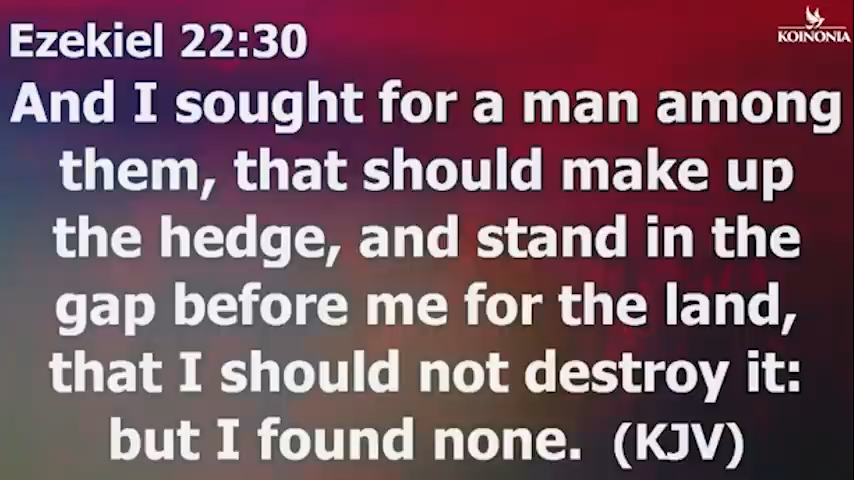 Ezekiel 22:30
KOINONIA
And I sought for a man among
them, that should make up
the hedge, and stand in the
gap before me for the land,
that I should not destroy it:
but I found none. (KJV)